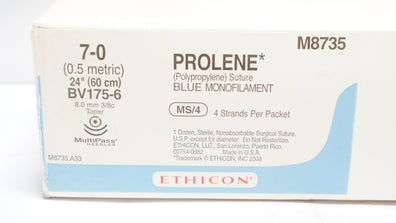 M8735
7-0
(0.5 metric)
24" (60 cm)
BV175-6
8.0 mm 3/8c
Taper
MultiPass*
NEEDLES
M8735.A33
PROLENE*
(Polypropylene) Suture
BLUE MONOFILAMENT
MS/4 4 Strands Per Packet
1 Dozen, Sterile, Nonabsorbable Surgical Suture,
U.S.P. except for diameter. Do Not Resterilize.
ETHICON, LLC, San Lorenzo, Puerto Rico
00754-0982 Made in U.S.A.
*Trademark © ETHICON, INC 2008
ETHICON*